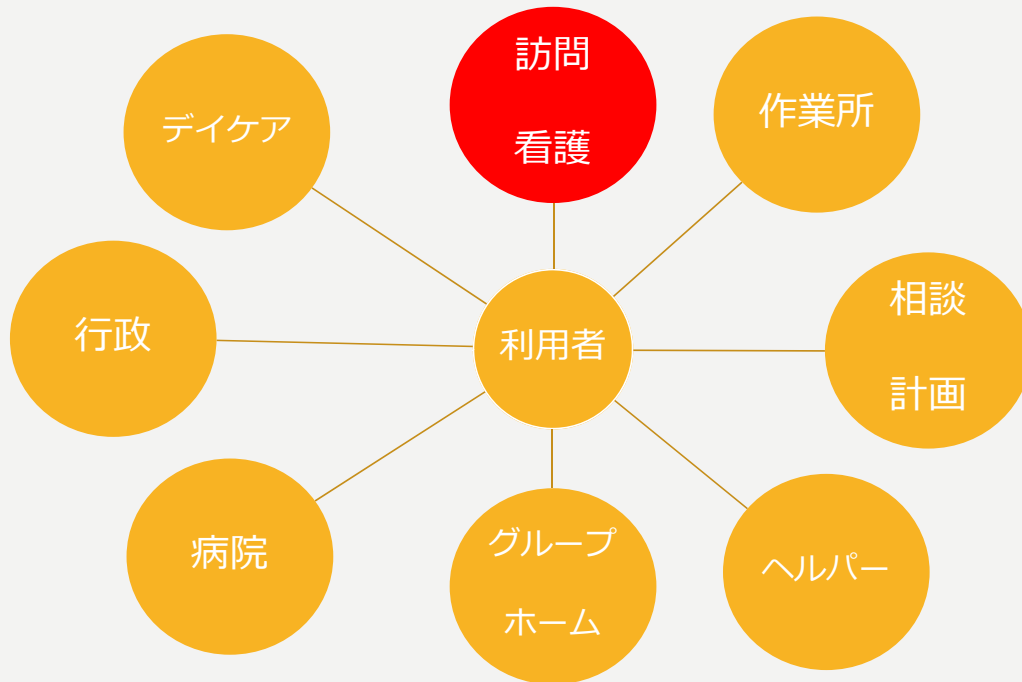 訪問
看護
作業所
デイケア
相談
計画
行政
利用者
病院
グループ
ホーム
ヘルパー